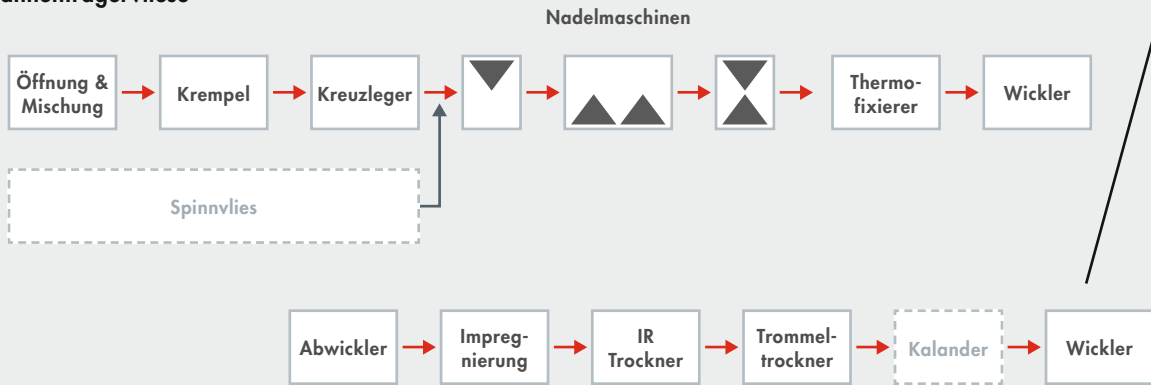 Nadelmaschinen
Öffnung &
Mischung
Krempel
Kreuzleger
Thermo-
fixierer
Wickler
Spinnvlies
Abwickler
Impreg-
nierung
IR
Trockner
Trommel-
trockner
Kalander
Wickler